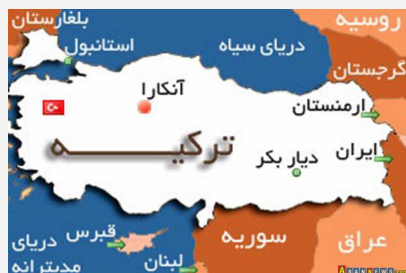 بلغارستان
روسیه
استانبول
دریای سیاه
گرجستان
آنکارا
ارمنستان
ترکیه
ایران
دیار بکر
قبرس
دریای
مدیترانه
سوریه
عراق
لبنان